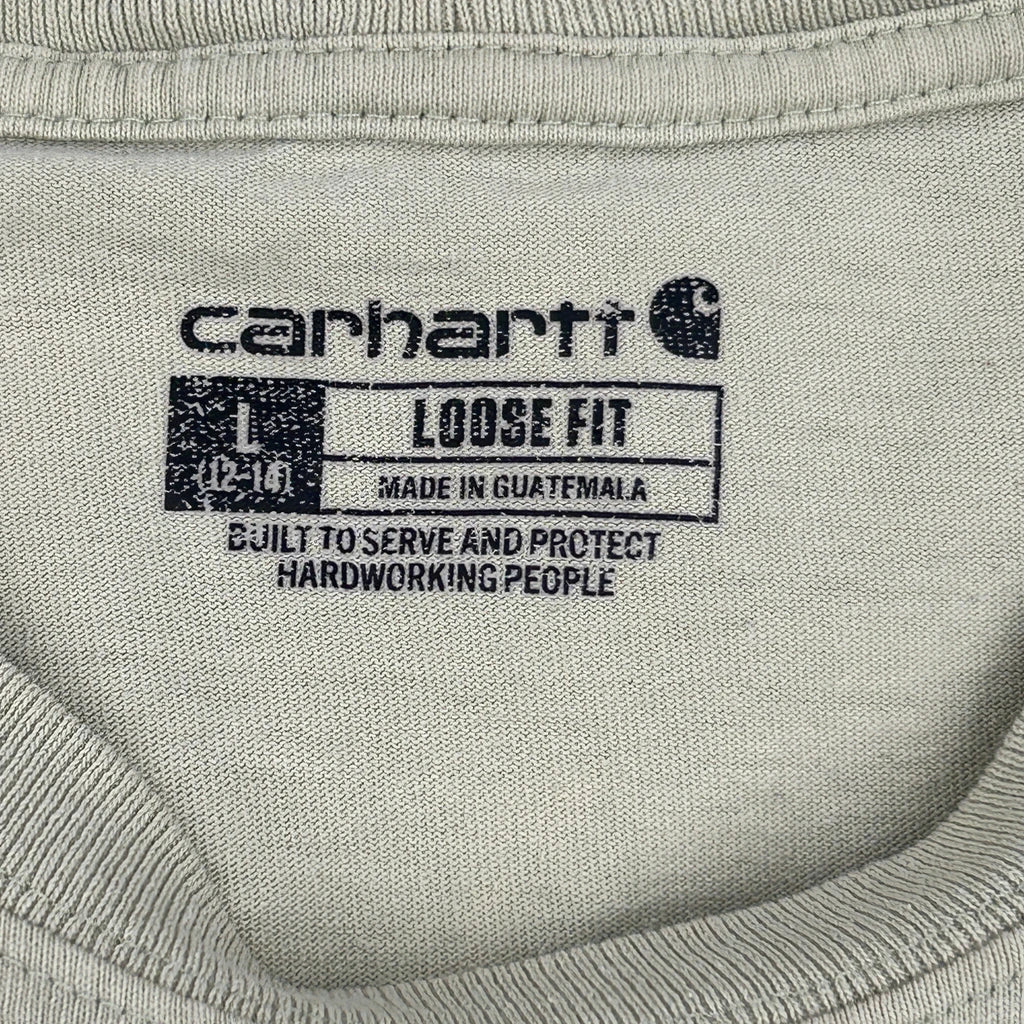 carhartt
L
(12-14)
LOOSE FIT
MADE IN GUATEMALA
BUILT TO SERVE AND PROTECT
HARDWORKING PEOPLE